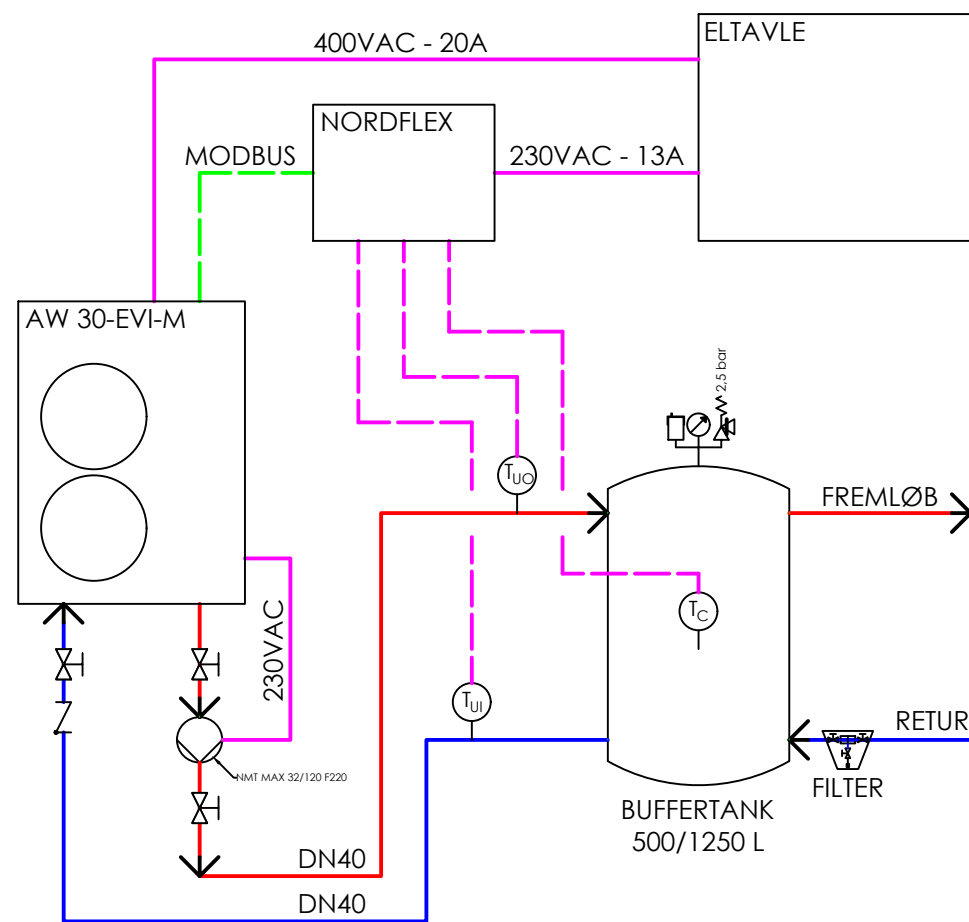 ELTAVLE
400VAC - 20A
NORDFLEX
MODBUS
230VAC - 13A
AW 30-EVI-M
2,5 bar
TUO
FREMLØB
TC
230VAC
TUI
RETUR
NMT MAX 32/120 F220
FILTER
BUFFERTANK
500/1250 L
DN40
DN40